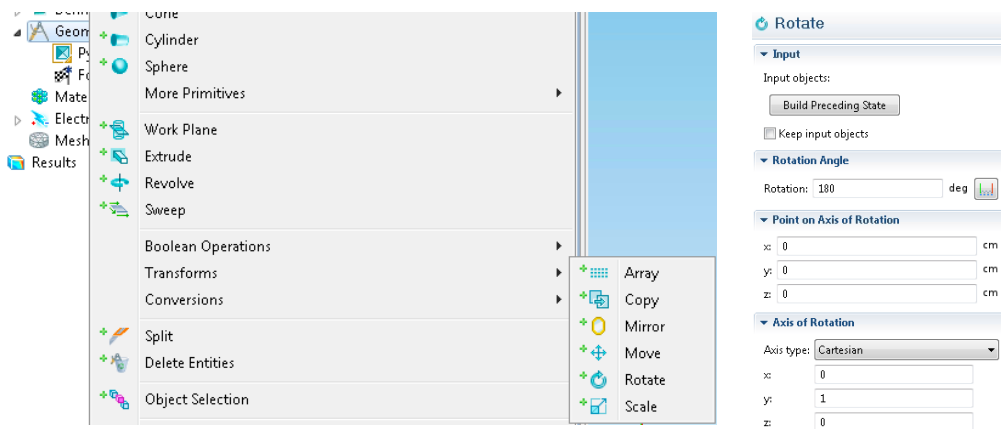 Cone
Geom
Cylinder
Py
Sphere
Fo
More Primitives
Mate
Electr
Work Plane
Mesh
Extrude
Results
Revolve
Sweep
Boolean Operations
Transforms
Conversions
Split
Delete Entities
Object Selection
Array
Copy
Mirror
Move
Rotate
Scale
Rotate
Input
Input objects:
Build Preceding State
Keep input objects
Rotation Angle
Rotation: 180 deg
Point on Axis of Rotation
x: 0 cm
y: 0 cm
z: 0 cm
Axis of Rotation
Axis type: Cartesian
x: 0
y: 1
z: 0